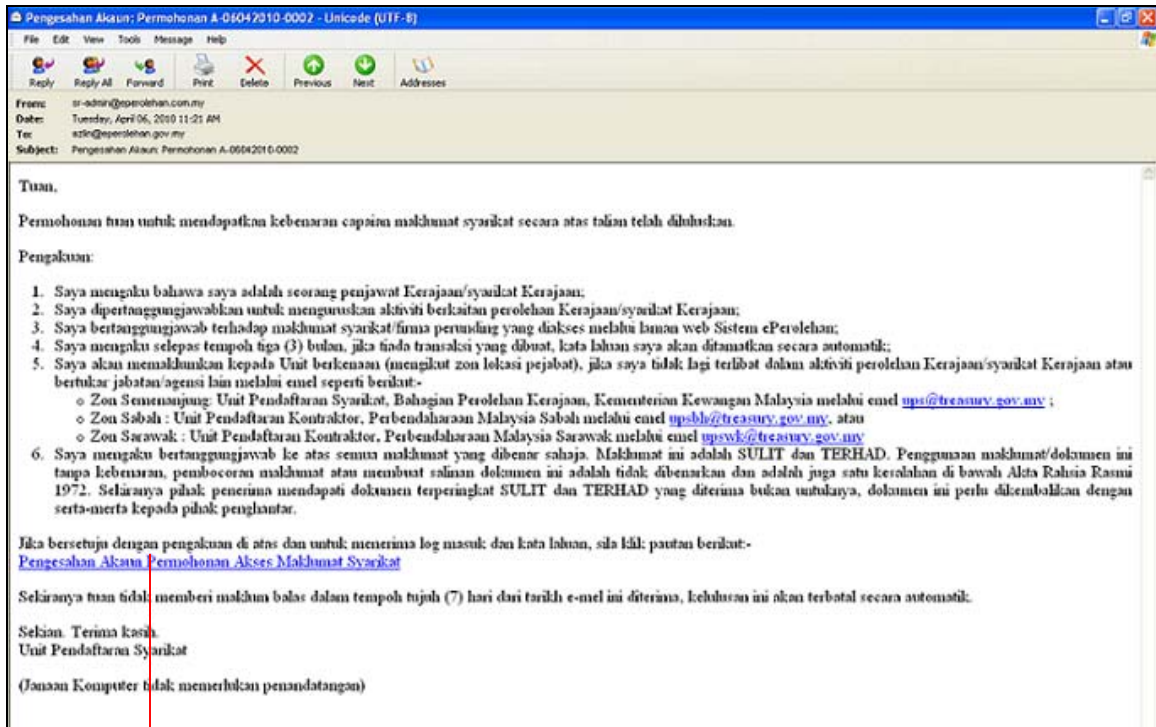 Pengesahan Akaun: Permohonan A-06042010-0002 - Unicode (UTF-8)
File Edit View Tools Message Help
Reply Reply All Forward Print Delete Previous Next Addresses
From: sr-admin@eperolehan.com.my
Date: Tuesday, April 06, 2010 11:21 AM
To: azlin@eperolehan.gov.my
Subject: Pengesahan Akaun: Permohonan A-06042010-0002
Tuan,
Permohonan tuan untuk mendapatkan kebenaran capaian maklumat syarikat secara atas talian telah diluluskan.
Pengakuan:
1. Saya mengaku bahawa saya adalah seorang penjawat Kerajaan/syarikat Kerajaan;
2. Saya dipertanggungjawabkan untuk menguruskan aktiviti berkaitan perolehan Kerajaan/syarikat Kerajaan;
3. Saya bertanggungjawab terhadap maklumat syarikat/firma perunding yang diakses melalui laman web Sistem ePerolehan;
4. Saya mengaku selepas tempoh tiga (3) bulan, jika tiada transaksi yang dibuat, kata laluan saya akan ditamatkan secara automatik;
5. Saya akan memaklumkan kepada Unit berkenaan (mengikut zon lokasi pejabat), jika saya tidak lagi terlibat dalam aktiviti perolehan Kerajaan/syarikat Kerajaan atau
bertukar jabatan/agensi lain melalui emel seperti berikut:-
o Zon Semenanjung: Unit Pendaftaran Syarikat, Bahagian Perolehan Kerajaan, Kementerian Kewangan Malaysia melalui emel ups@treasury.gov.my ;
o Zon Sabah : Unit Pendaftaran Kontraktor, Perbendaharaan Malaysia Sabah melalui emel upsbh@treasury.gov.my, atau
o Zon Sarawak : Unit Pendaftaran Kontraktor, Perbendaharaan Malaysia Sarawak melalui emel upswk@treasury.gov.my
6. Saya mengaku bertanggungjawab ke atas semua maklumat yang dibenar sahaja. Maklumat ini adalah SULIT dan TERHAD. Penggunaan maklumat/dokumen ini
tanpa kebenaran, pembocoran maklumat atau membuat salinan dokumen ini adalah tidak dibenarkan dan adalah juga satu kesalahan di bawah Akta Rahsia Rasmi
1972. Sekiranya pihak penerima mendapati dokumen terperingkat SULIT dan TERHAD yang diterima bukan untuknya, dokumen ini perlu dikembalikan dengan
serta-merta kepada pihak penghantar.
Jika bersetuju dengan pengakuan di atas dan untuk menerima log masuk dan kata laluan, sila klik pautan berikut:-
Pengesahan Akaun Permohonan Akses Maklumat Syarikat
Sekiranya tuan tidak memberi maklum balas dalam tempoh tujuh (7) hari dari tarikh e-mel ini diterima, kelulusan ini akan terbatal secara automatik.
Sekian. Terima kasih.
Unit Pendaftaran Syarikat
(Janaan Komputer tidak memerlukan penandatangan)